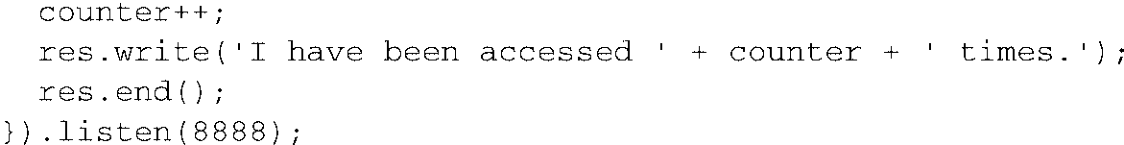 counter++;
res.write('I have been accessed ' + counter + ' times.');
res.end();
}).listen(8888);